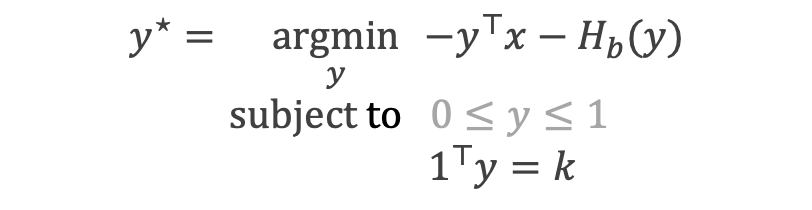 y⋆ = argmin −y⊤x − H_b(y)
y
subject to 0 ≤ y ≤ 1
1⊤y = k